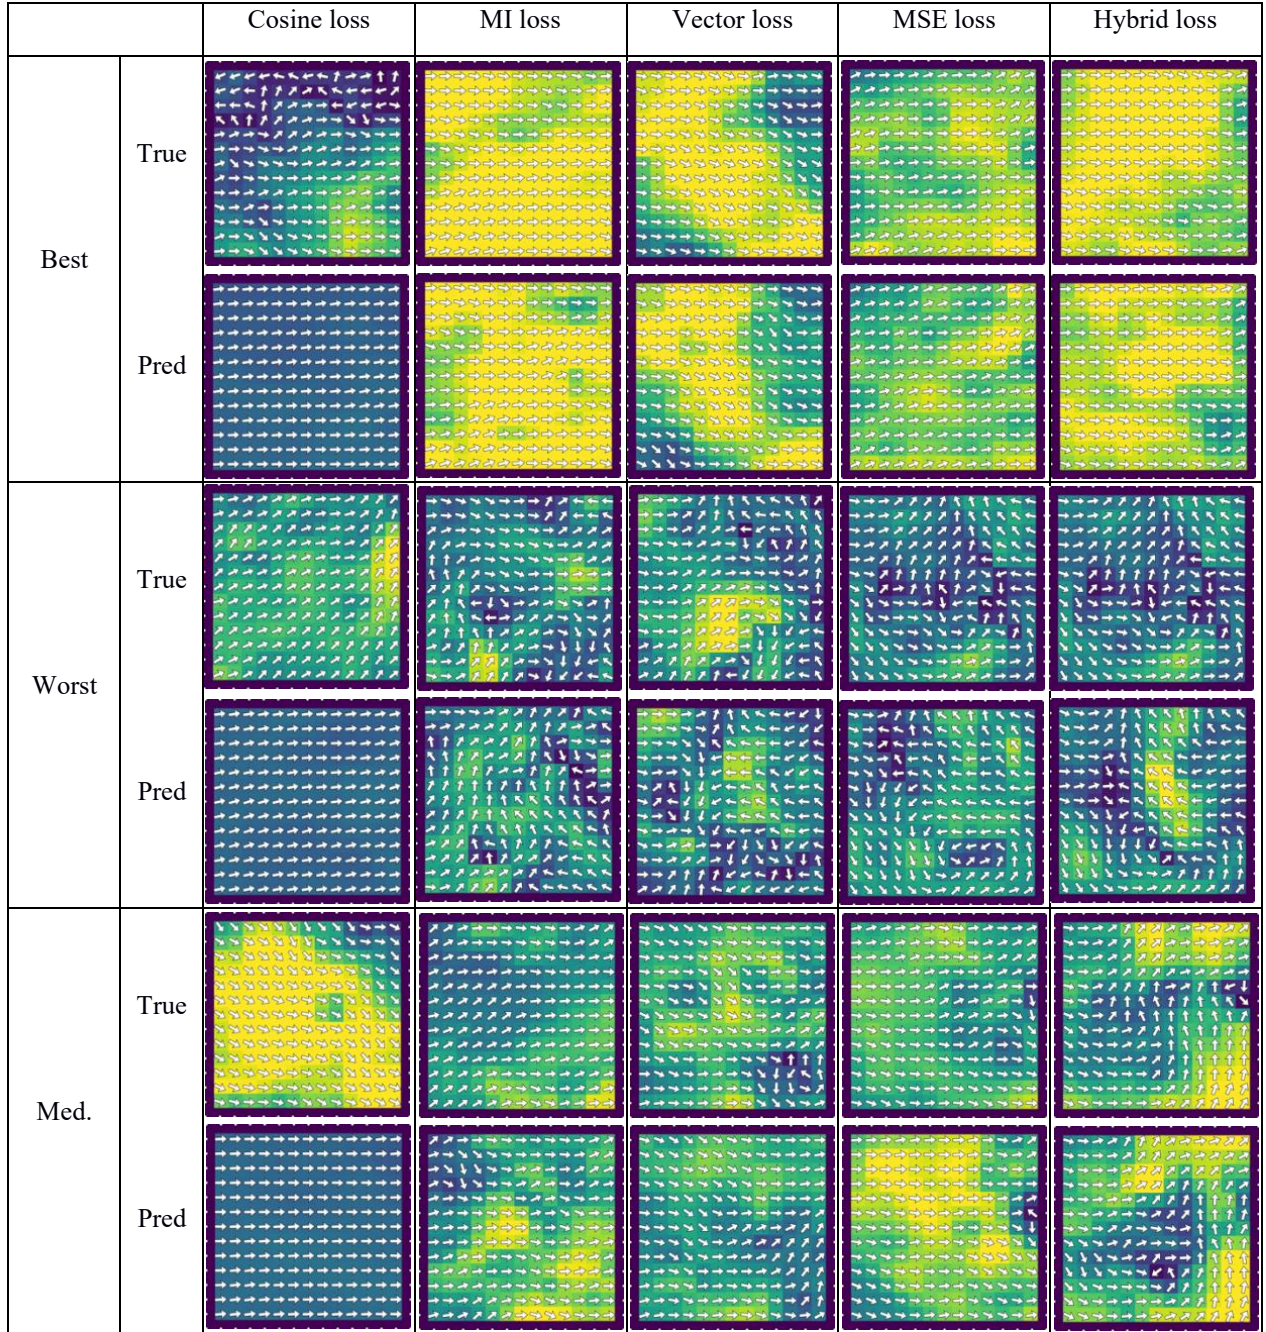 Cosine loss MI loss Vector loss MSE loss Hybrid loss
Best
True
Pred
Worst
True
Pred
Med.
True
Pred